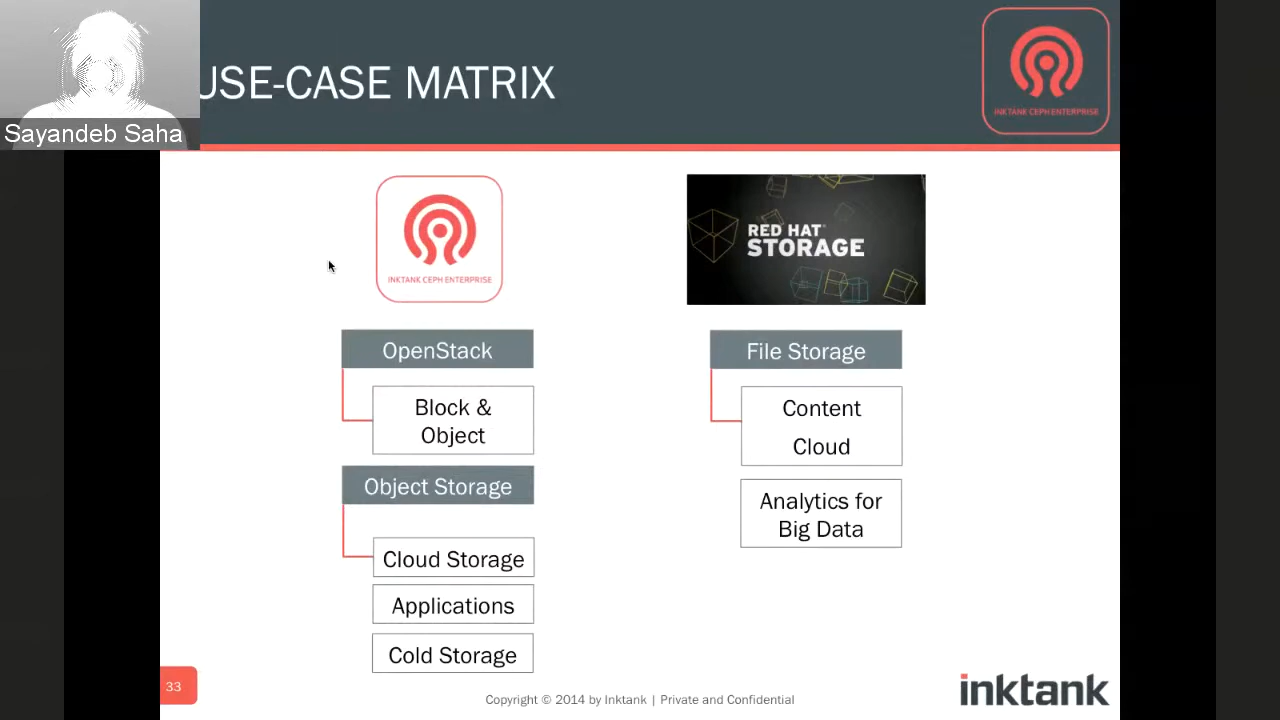 Sayandeb Saha
USE-CASE MATRIX
INKTANK CEPH ENTERPRISE
INKTANK CEPH ENTERPRISE
RED HAT
STORAGE
OpenStack
Block &
Object
Object Storage
Cloud Storage
Applications
Cold Storage
File Storage
Content
Cloud
Analytics for
Big Data
33
Copyright © 2014 by Inktank | Private and Confidential
inktank